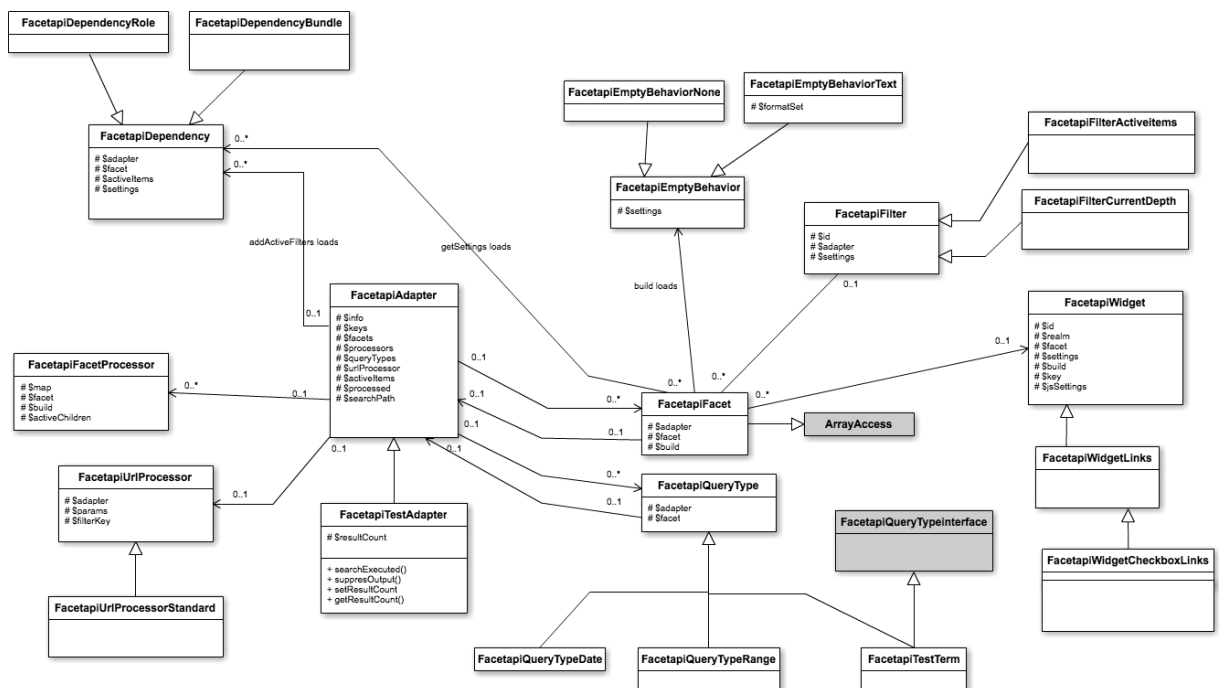 FacetapiDependencyRole
FacetapiDependencyBundle
FacetapiEmptyBehaviorNone
FacetapiEmptyBehaviorText
# $formatSet
FacetapiFilterActiveitems
FacetapiDependency
# $adapter
# $facet
# $activeItems
# $settings
0..*
0..*
FacetapiEmptyBehavior
# $settings
FacetapiFilterCurrentDepth
FacetapiFilter
# $id
# $adapter
# $settings
0..1
addActiveFilters loads
getSettings loads
build loads
FacetapiAdapter
# $info
# $keys
# $facets
# $processors
# $queryTypes
# $urlProcessor
# $activeItems
# $processed
# $searchPath
0..1
FacetapiWidget
# $id
# $realm
# $facet
# $settings
# $build
# $key
# $jsSettings
0..1
FacetapiFacetProcessor
# $map
# $facet
# $build
# $activeChildren
0..*
0..1
0..1
0..*
0..1
0..1
0..*
0..*
0..*
FacetapiFacet
# $adapter
# $facet
# $build
ArrayAccess
0..1
0..1
0..1
0..*
0..1
FacetapiUrlProcessor
# $adapter
# $params
# $filterKey
0..1
FacetapiQueryType
# $adapter
# $facet
FacetapiWidgetLinks
FacetapiTestAdapter
# $resultCount
+ searchExecuted()
+ suppresOutput()
+ setResultCount
+ getResultCount()
FacetapiQueryTypeinterface
FacetapiWidgetCheckboxLinks
FacetapiUrlProcessorStandard
FacetapiQueryTypeDate
FacetapiQueryTypeRange
FacetapiTestTerm